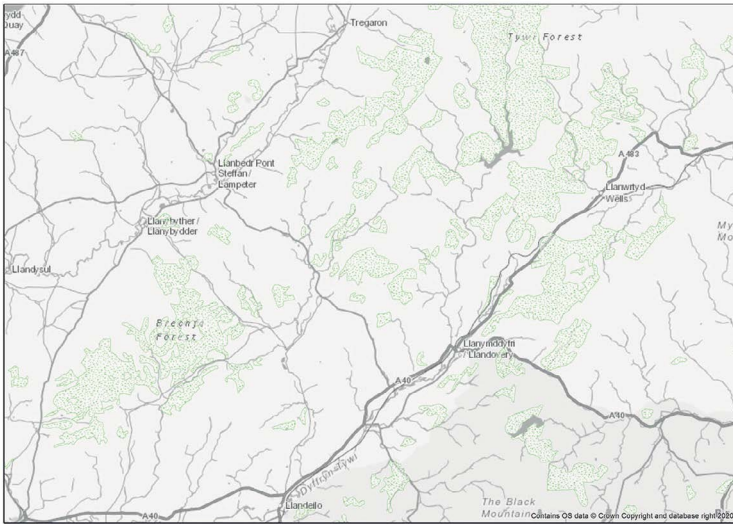 Tregaron
Tywi Forest
A483
Llanbedr Pont
Steffan /
Lampeter
Llanwrtyd
Wells
Llanybyther /
Llanybydder
Llandysul
Brechfa
Forest
Llanymddyfri
/ Llandovery
A40
A40
Dyffryn Tywi
A40
Llandeilo
The Black
Mountain
Contains OS data © Crown Copyright and database right 2020